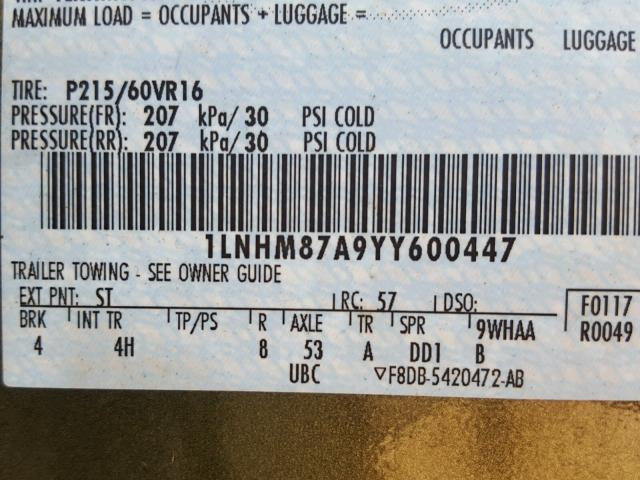 MAXIMUM LOAD = OCCUPANTS + LUGGAGE =
OCCUPANTS LUGGAGE
TIRE: P215/60VR16
PRESSURE(FR): 207 kPa/ 30 PSI COLD
PRESSURE(RR): 207 kPa/ 30 PSI COLD
1LNHM87A9YY600447
TRAILER TOWING - SEE OWNER GUIDE
EXT PNT: ST RC: 57 DSO: F0117
BRK INT TR TP/PS R AXLE TR SPR 9WHAA R0049
4 4H 8 53 A DD1 B
UBC ▽F8DB-5420472-AB